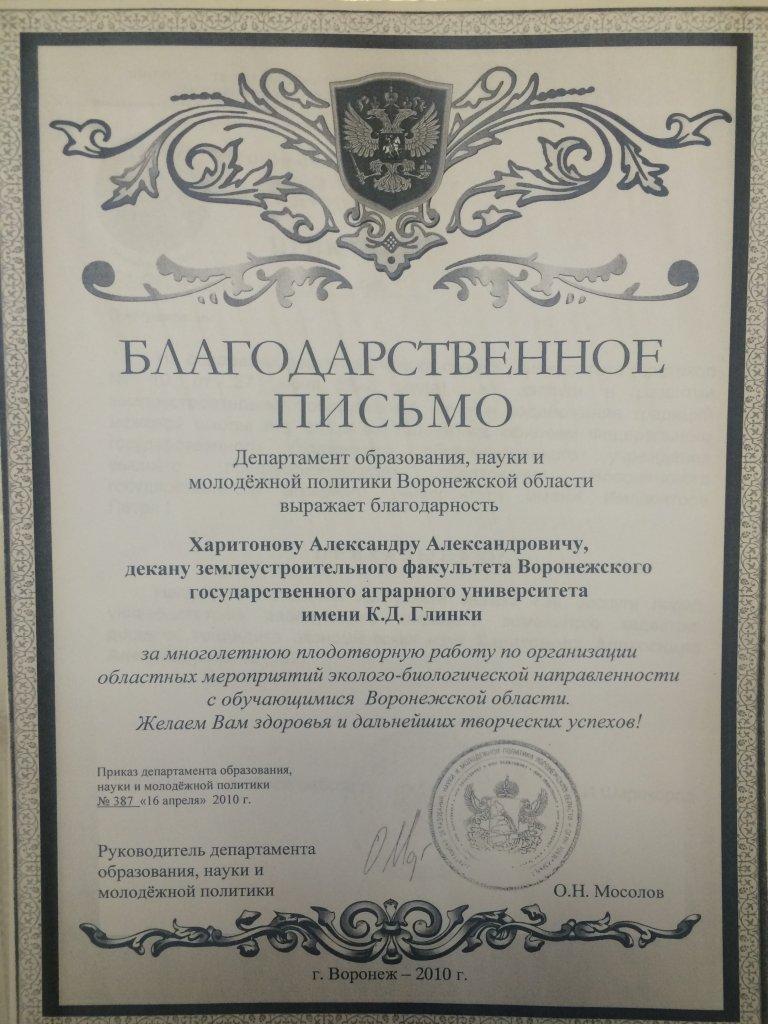 БЛАГОДАРСТВЕННОЕ
ПИСЬМО
Департамент образования, науки и
молодёжной политики Воронежской области
выражает благодарность
Харитонову Александру Александровичу,
декану землеустроительного факультета Воронежского
государственного аграрного университета
имени К.Д. Глинки
за многолетнюю плодотворную работу по организации
областных мероприятий эколого-биологической направленности
с обучающимися Воронежской области.
Желаем Вам здоровья и дальнейших творческих успехов!
Приказ департамента образования,
науки и молодёжной политики
№ 387 «16 апреля» 2010 г.
Руководитель департамента
образования, науки и
молодёжной политики
О.Н. Мосолов
г. Воронеж – 2010 г.